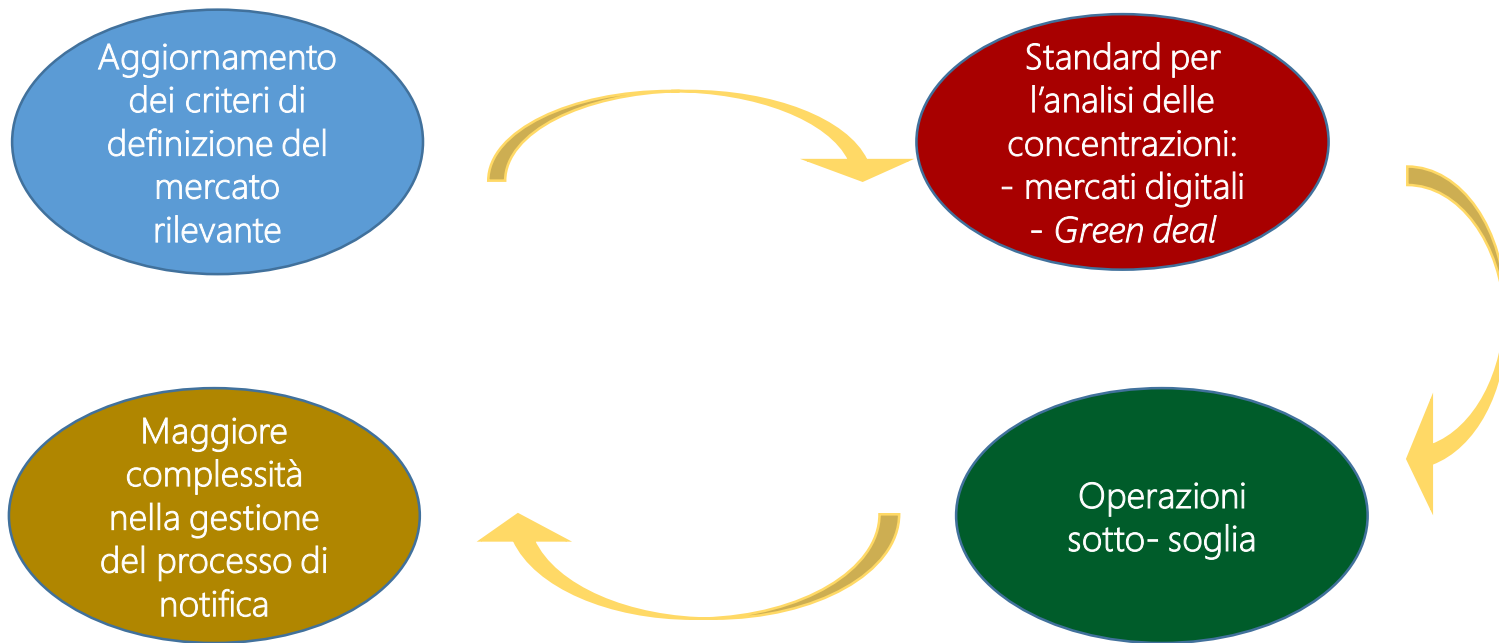 Aggiornamento
dei criteri di
definizione del
mercato
rilevante
Standard per
l'analisi delle
concentrazioni:
- mercati digitali
- Green deal
Maggiore
complessità
nella gestione
del processo di
notifica
Operazioni
sotto- soglia